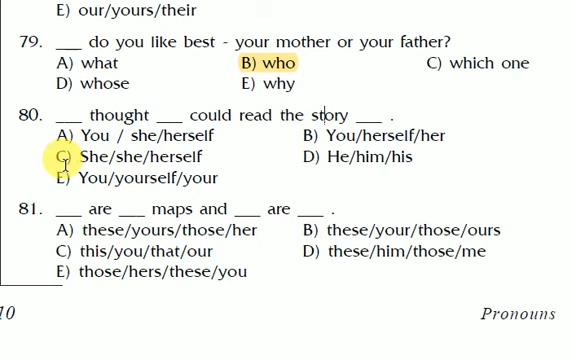 E) our/yours/their
79. ___ do you like best - your mother or your father?
A) what B) who C) which one
D) whose E) why
80. ___ thought ___ could read the story ___ .
A) You / she/herself B) You/herself/her
C) She/she/herself D) He/him/his
E) You/yourself/your
81. ___ are ___ maps and ___ are ___ .
A) these/yours/those/her B) these/your/those/ours
C) this/you/that/our D) these/him/those/me
E) those/hers/these/you
10 Pronouns